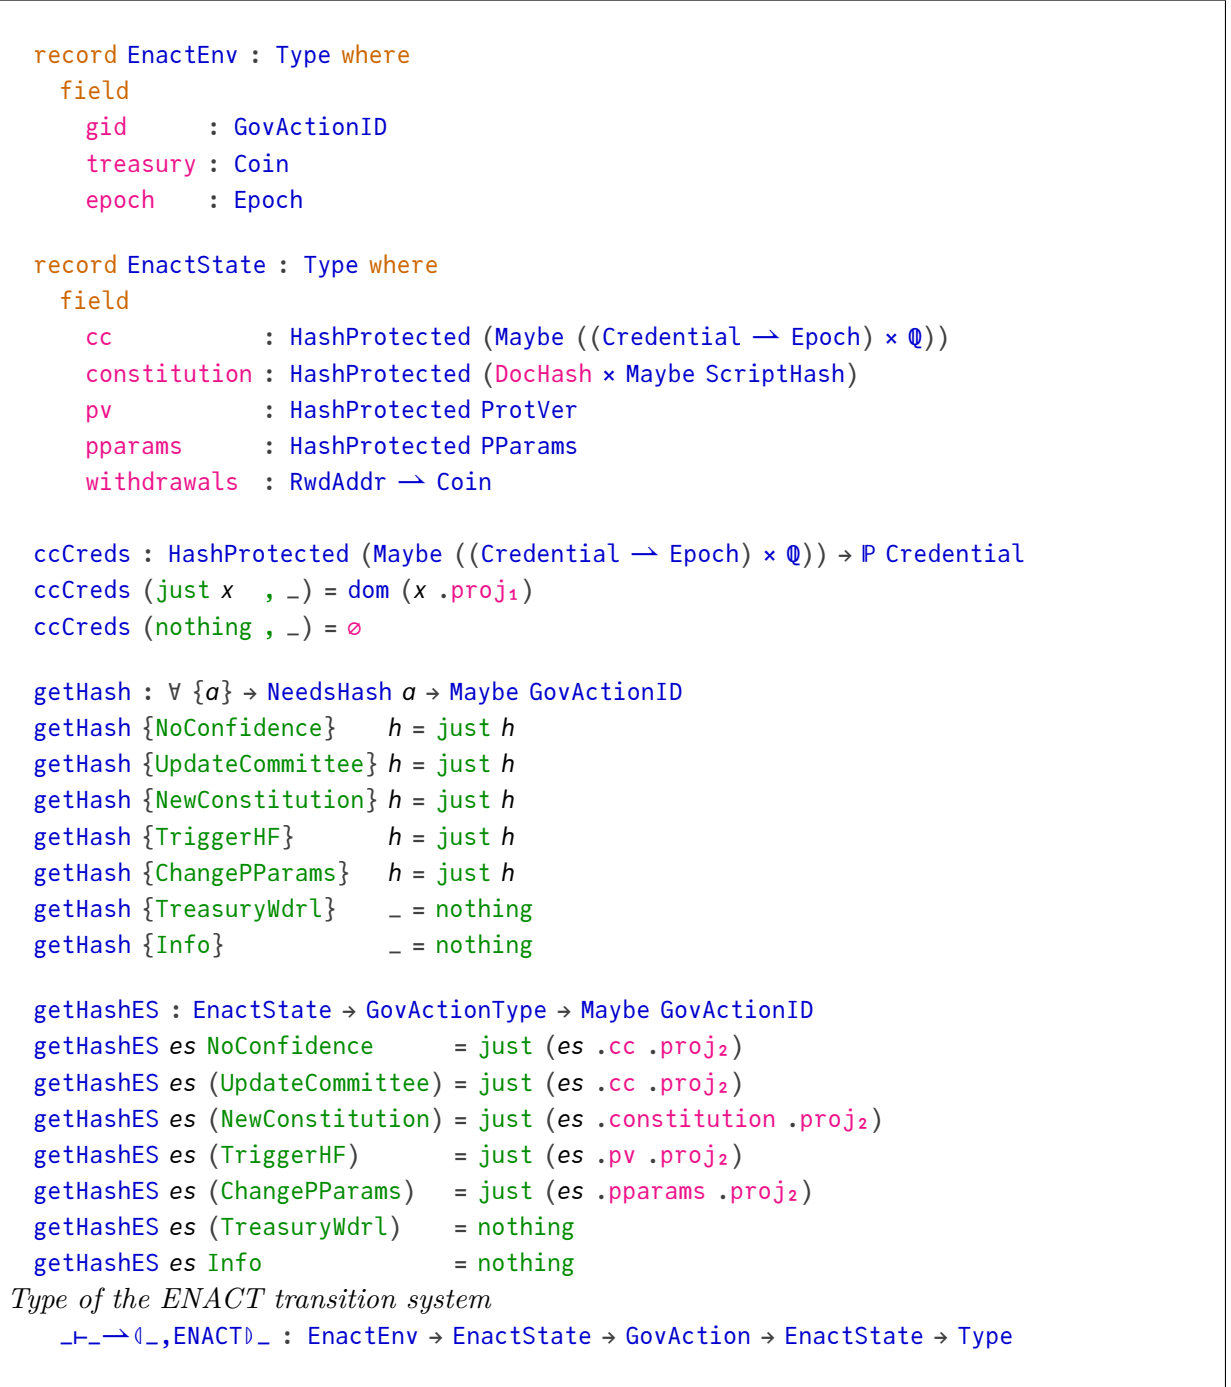 record EnactEnv : Type where
  field
    gid      : GovActionID
    treasury : Coin
    epoch    : Epoch
record EnactState : Type where
  field
    cc           : HashProtected (Maybe ((Credential ⇀ Epoch) × ℚ))
    constitution : HashProtected (DocHash × Maybe ScriptHash)
    pv           : HashProtected ProtVer
    pparams      : HashProtected PParams
    withdrawals  : RwdAddr ⇀ Coin
ccCreds : HashProtected (Maybe ((Credential ⇀ Epoch) × ℚ)) → ℙ Credential
ccCreds (just x   , _) = dom (x .proj₁)
ccCreds (nothing , _) = ∅
getHash : ∀ {a} → NeedsHash a → Maybe GovActionID
getHash {NoConfidence}    h = just h
getHash {UpdateCommittee} h = just h
getHash {NewConstitution} h = just h
getHash {TriggerHF}       h = just h
getHash {ChangePParams}   h = just h
getHash {TreasuryWdrl}    _ = nothing
getHash {Info}            _ = nothing
getHashES : EnactState → GovActionType → Maybe GovActionID
getHashES es NoConfidence      = just (es .cc .proj₂)
getHashES es (UpdateCommittee) = just (es .cc .proj₂)
getHashES es (NewConstitution) = just (es .constitution .proj₂)
getHashES es (TriggerHF)       = just (es .pv .proj₂)
getHashES es (ChangePParams)   = just (es .pparams .proj₂)
getHashES es (TreasuryWdrl)    = nothing
getHashES es Info              = nothing
Type of the ENACT transition system
_⊢_⇀⦇_,ENACT⦈_ : EnactEnv → EnactState → GovAction → EnactState → Type